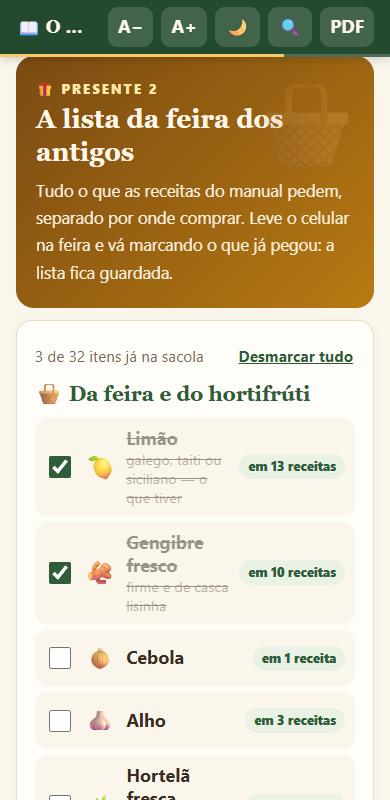 O ...
A−
A+
PDF
PRESENTE 2
A lista da feira dos
antigos
Tudo o que as receitas do manual pedem,
separado por onde comprar. Leve o celular
na feira e vá marcando o que já pegou: a
lista fica guardada.
3 de 32 itens já na sacola
Desmarcar tudo
Da feira e do hortifrúti
Limão
galego, taiti ou
siciliano — o
que tiver
em 13 receitas
Gengibre
fresco
firme e de casca
lisinha
em 10 receitas
Cebola
em 1 receita
Alho
em 3 receitas
Hortelã
fresca